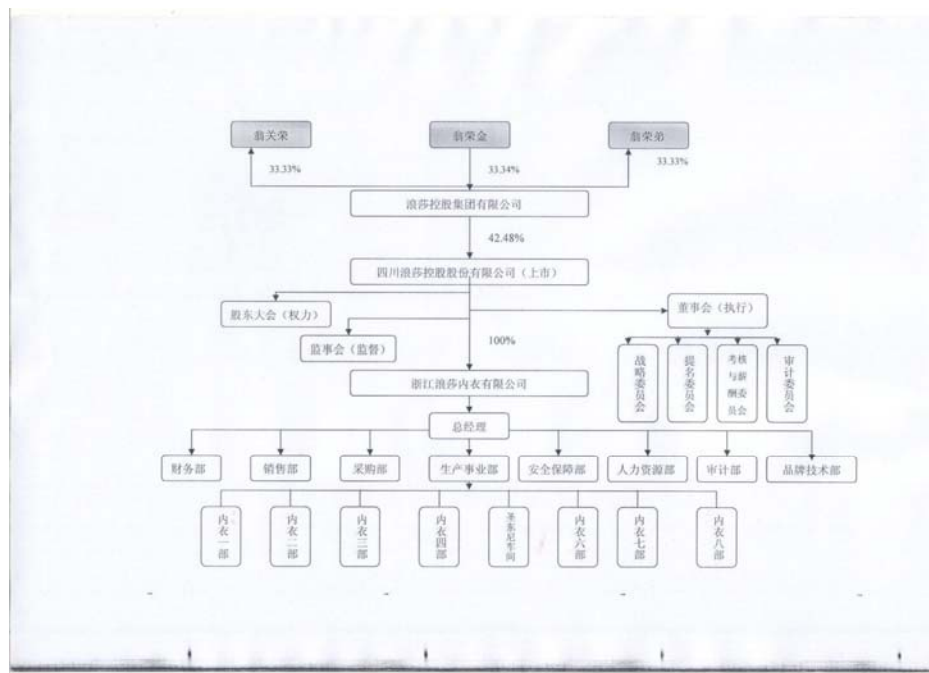 翁关荣
翁荣金
翁荣弟
33.33%
33.34%
33.33%
浪莎控股集团有限公司
42.48%
四川浪莎控股股份有限公司（上市）
股东大会（权力）
董事会（执行）
监事会（监督）
100%
战略委员会
提名委员会
考核与薪酬委员会
审计委员会
浙江浪莎内衣有限公司
总经理
财务部
销售部
采购部
生产事业部
安全保障部
人力资源部
审计部
品牌技术部
内衣一部
内衣二部
内衣三部
内衣四部
圣东尼车间
内衣六部
内衣七部
内衣八部